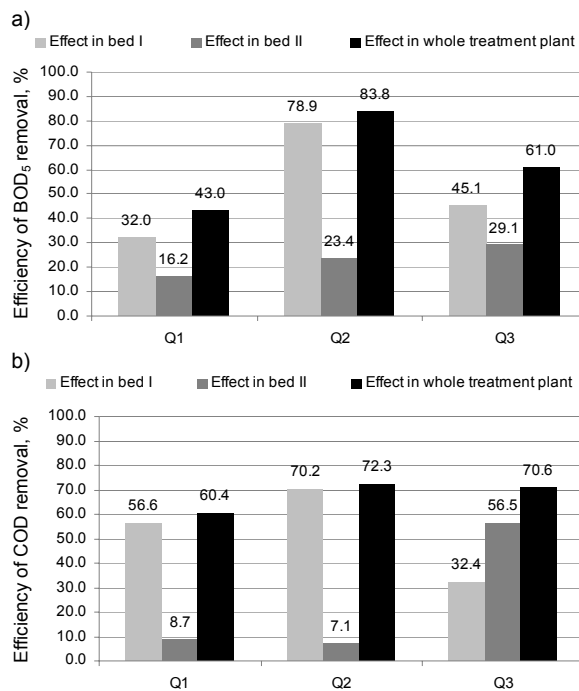 a)
Effect in bed I Effect in bed II Effect in whole treatment plant
Efficiency of BOD5 removal, %
100.0
90.0
80.0
70.0
60.0
50.0
40.0
30.0
20.0
10.0
0.0
32.0 16.2 43.0
78.9 23.4 83.8
45.1 29.1 61.0
Q1 Q2 Q3
b)
Effect in bed I Effect in bed II Effect in whole treatment plant
Efficiency of COD removal, %
100.0
90.0
80.0
70.0
60.0
50.0
40.0
30.0
20.0
10.0
0.0
56.6 8.7 60.4
70.2 7.1 72.3
32.4 56.5 70.6
Q1 Q2 Q3